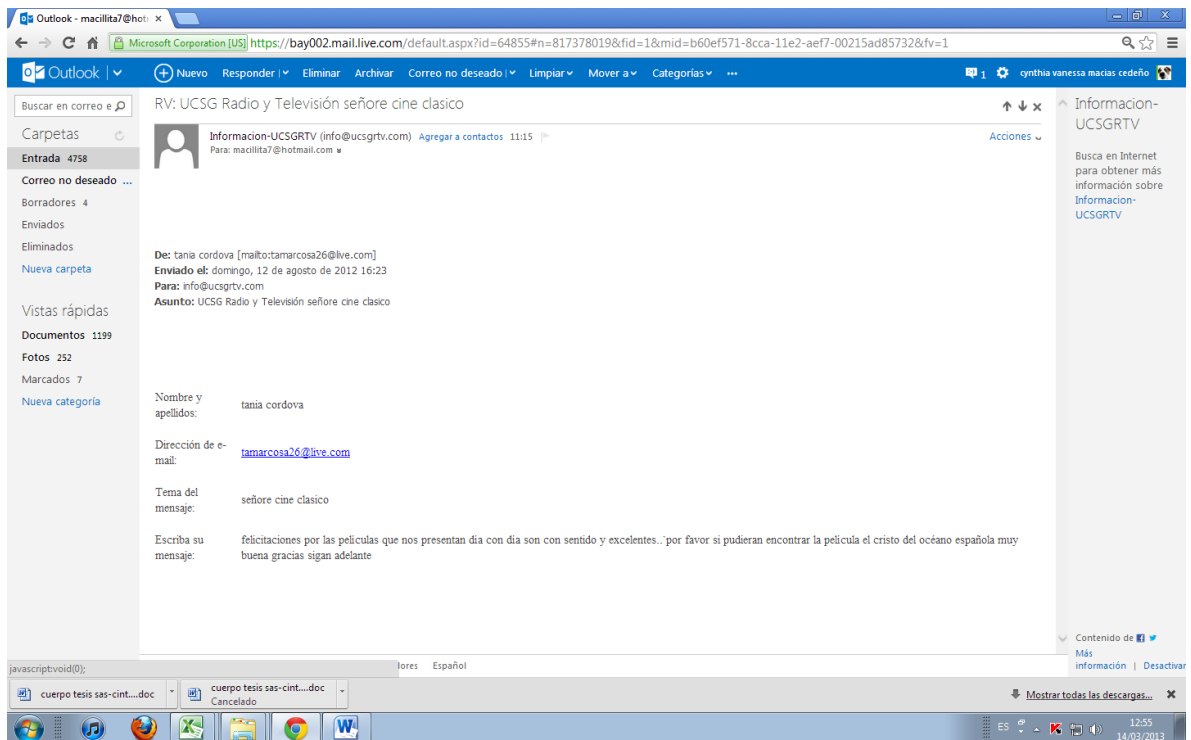 Outlook - macillita7@hot
Microsoft Corporation [US] https://bay002.mail.live.com/default.aspx?id=64855#n=817378019&fid=1&mid=b60ef571-8cca-11e2-aef7-00215ad85732&fv=1
Outlook Nuevo Responder Eliminar Archivar Correo no deseado Limpiar Mover a Categorías ••• 1 cynthia vanessa macias cedeño
Buscar en correo e
Carpetas
Entrada 4758
Correo no deseado ...
Borradores 4
Enviados
Eliminados
Nueva carpeta
Vistas rápidas
Documentos 1199
Fotos 252
Marcados 7
Nueva categoría
RV: UCSG Radio y Televisión señore cine clasico
Informacion-UCSGRTV (info@ucsgrtv.com) Agregar a contactos 11:15
Acciones
Para: macillita7@hotmail.com
De: tania cordova [mailto:tamarcosa26@live.com]
Enviado el: domingo, 12 de agosto de 2012 16:23
Para: info@ucsgrtv.com
Asunto: UCSG Radio y Televisión señore cine clasico
Nombre y
apellidos:
tania cordova
Dirección de e-
mail:
tamarcosa26@live.com
Tema del
mensaje:
señore cine clasico
Escriba su
mensaje:
felicitaciones por las peliculas que nos presentan dia con dia son con sentido y excelentes..¨por favor si pudieran encontrar la pelicula el cristo del océano española muy
buena gracias sigan adelante
Informacion-
UCSGRTV
Busca en Internet
para obtener más
información sobre
Informacion-
UCSGRTV
Contenido de
Más
información | Desactivar
javascript:void(0);
lores Español
cuerpo tesis sas-cint....doc
cuerpo tesis sas-cint....doc
Cancelado
Mostrar todas las descargas...
ES
12:55
14/03/2013